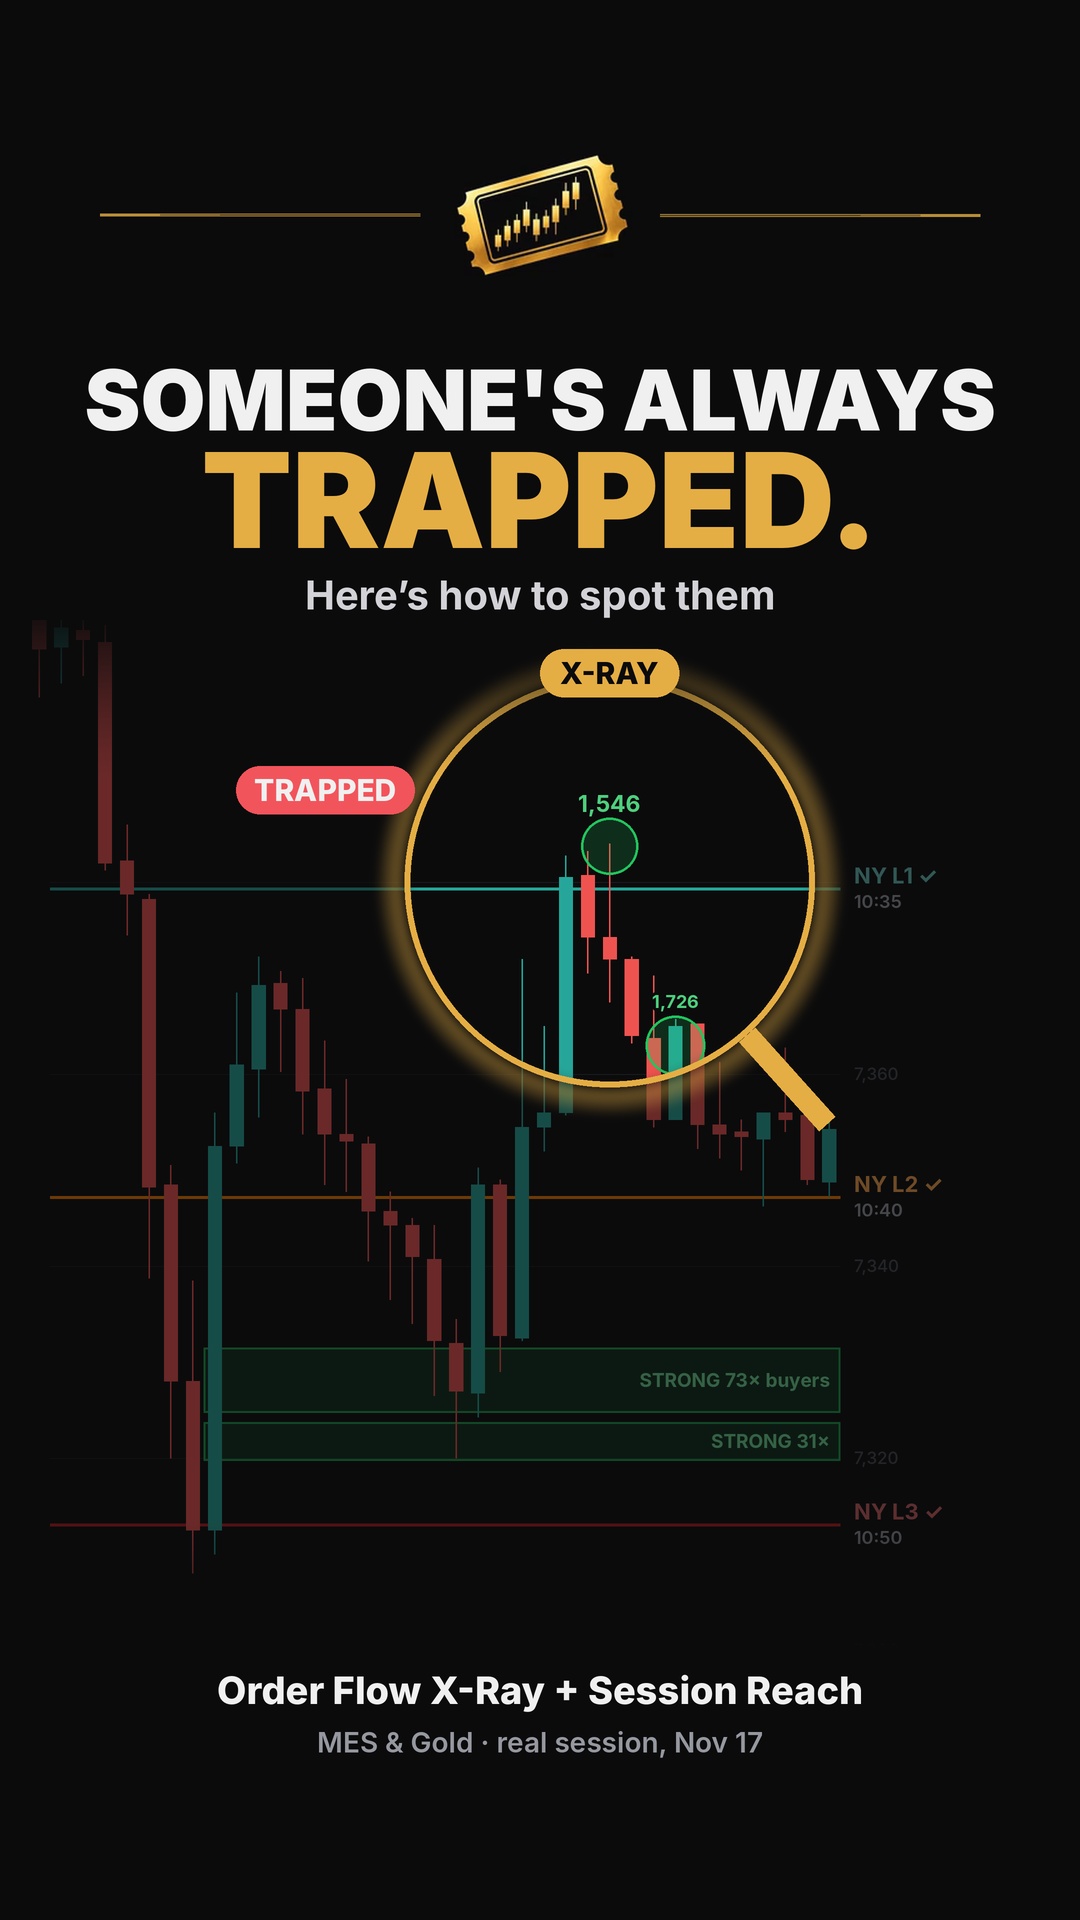 SOMEONE'S ALWAYS
TRAPPED.
Here’s how to spot them
X-RAY
TRAPPED
1,546
NY L1 ✓
10:35
1,726
7,360
NY L2 ✓
10:40
7,340
STRONG 73× buyers
STRONG 31×
7,320
NY L3 ✓
10:50
Order Flow X-Ray + Session Reach
MES & Gold · real session, Nov 17